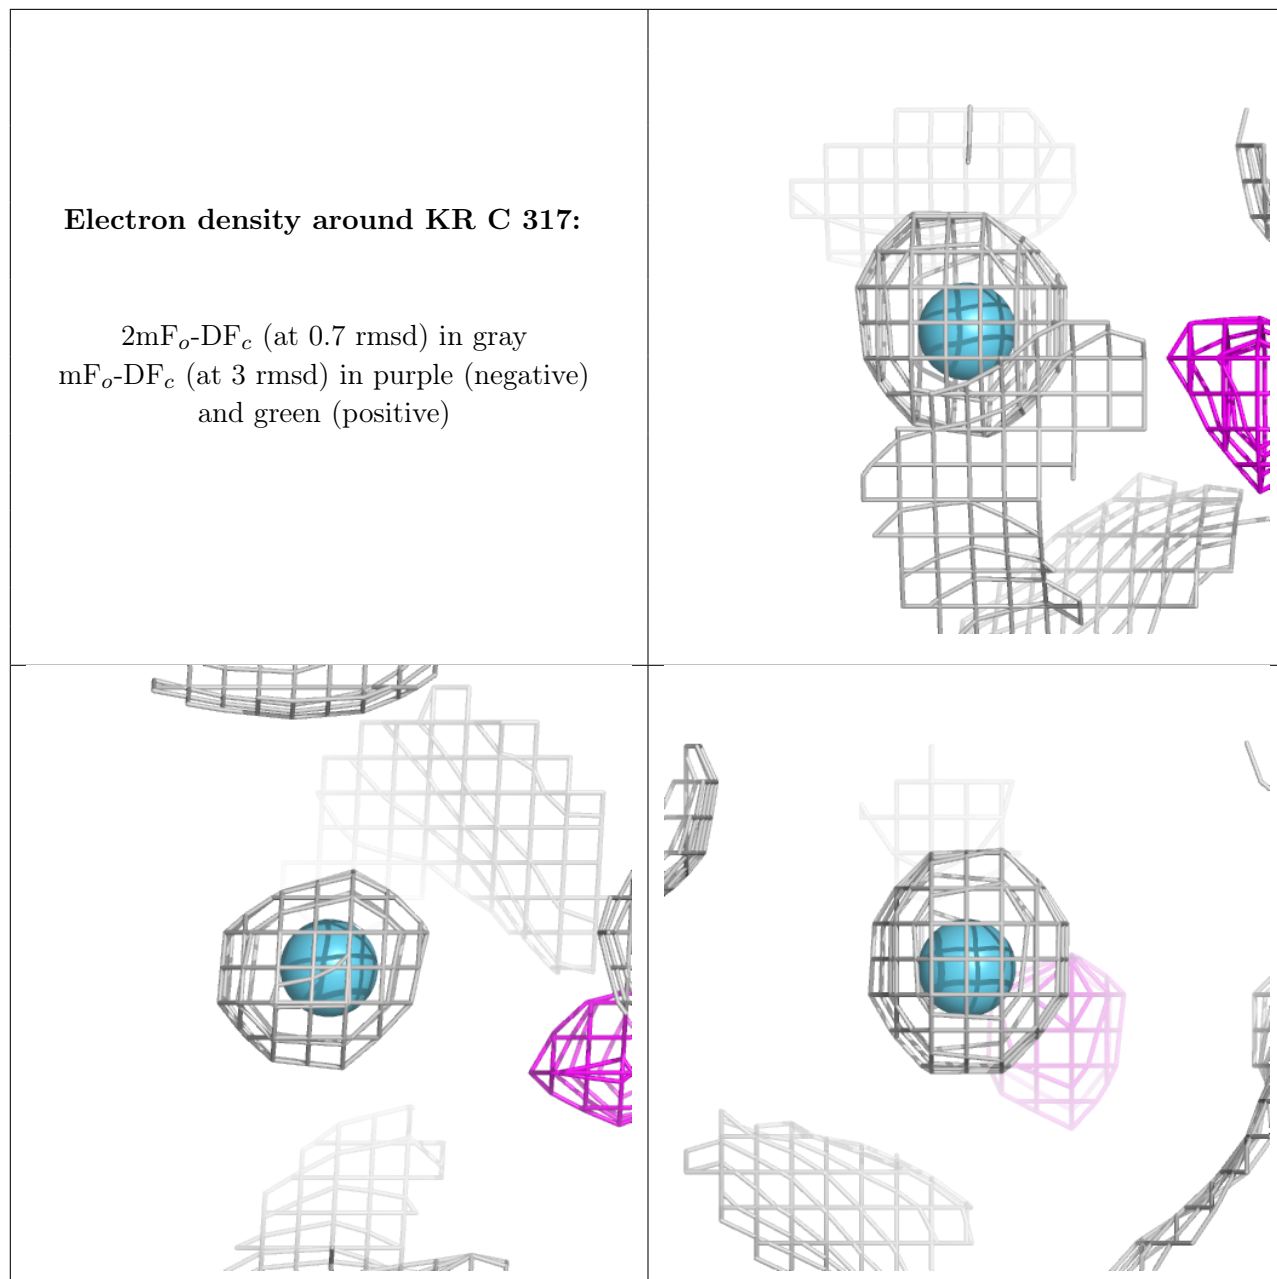 Electron density around KR C 317:
2mFo-DFc (at 0.7 rmsd) in gray
mFo-DFc (at 3 rmsd) in purple (negative)
and green (positive)